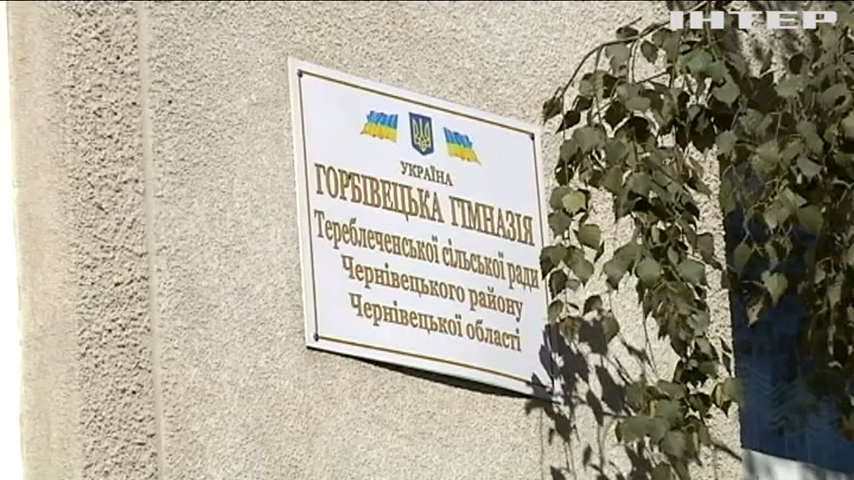 ІНТЕР
УКРАЇНА
ГОРБІВЕЦЬКА ГІМНАЗІЯ
Тереблеченської сільської ради
Чернівецького району
Чернівецької області